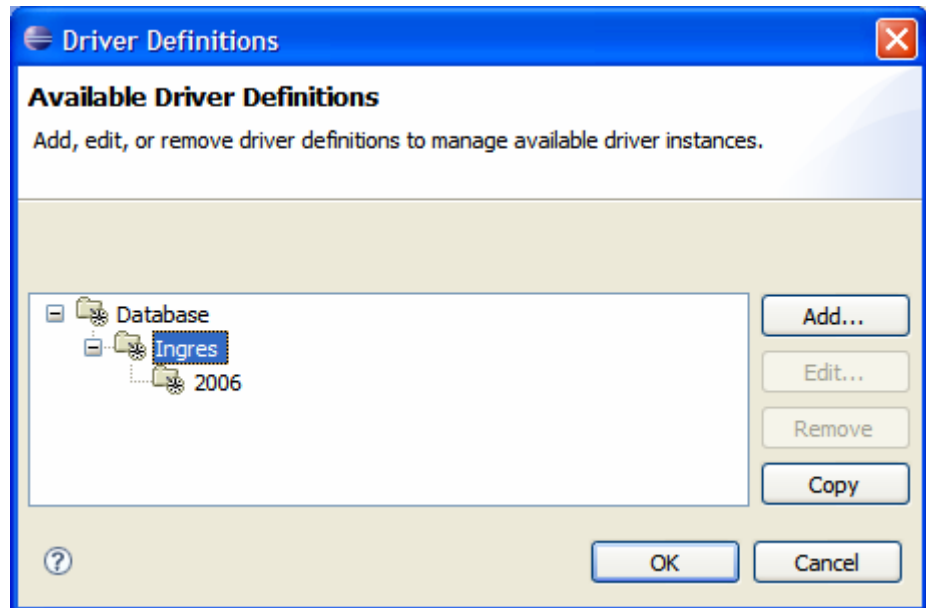 Driver Definitions
Available Driver Definitions
Add, edit, or remove driver definitions to manage available driver instances.
Database
Ingres
2006
Add...
Edit...
Remove
Copy
?
OK
Cancel